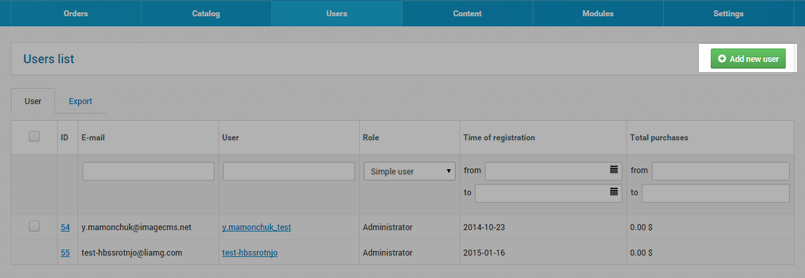 Orders Catalog Users Content Modules Settings
Users list Add new user
User Export
ID E-mail User Role Time of registration Total purchases
Simple user from from
to to
54 y.mamonchuk@imagecms.net y.mamonchuk_test Administrator 2014-10-23 0.00 $
55 test-hbssrotnjo@liamg.com test-hbssrotnjo Administrator 2015-01-16 0.00 $